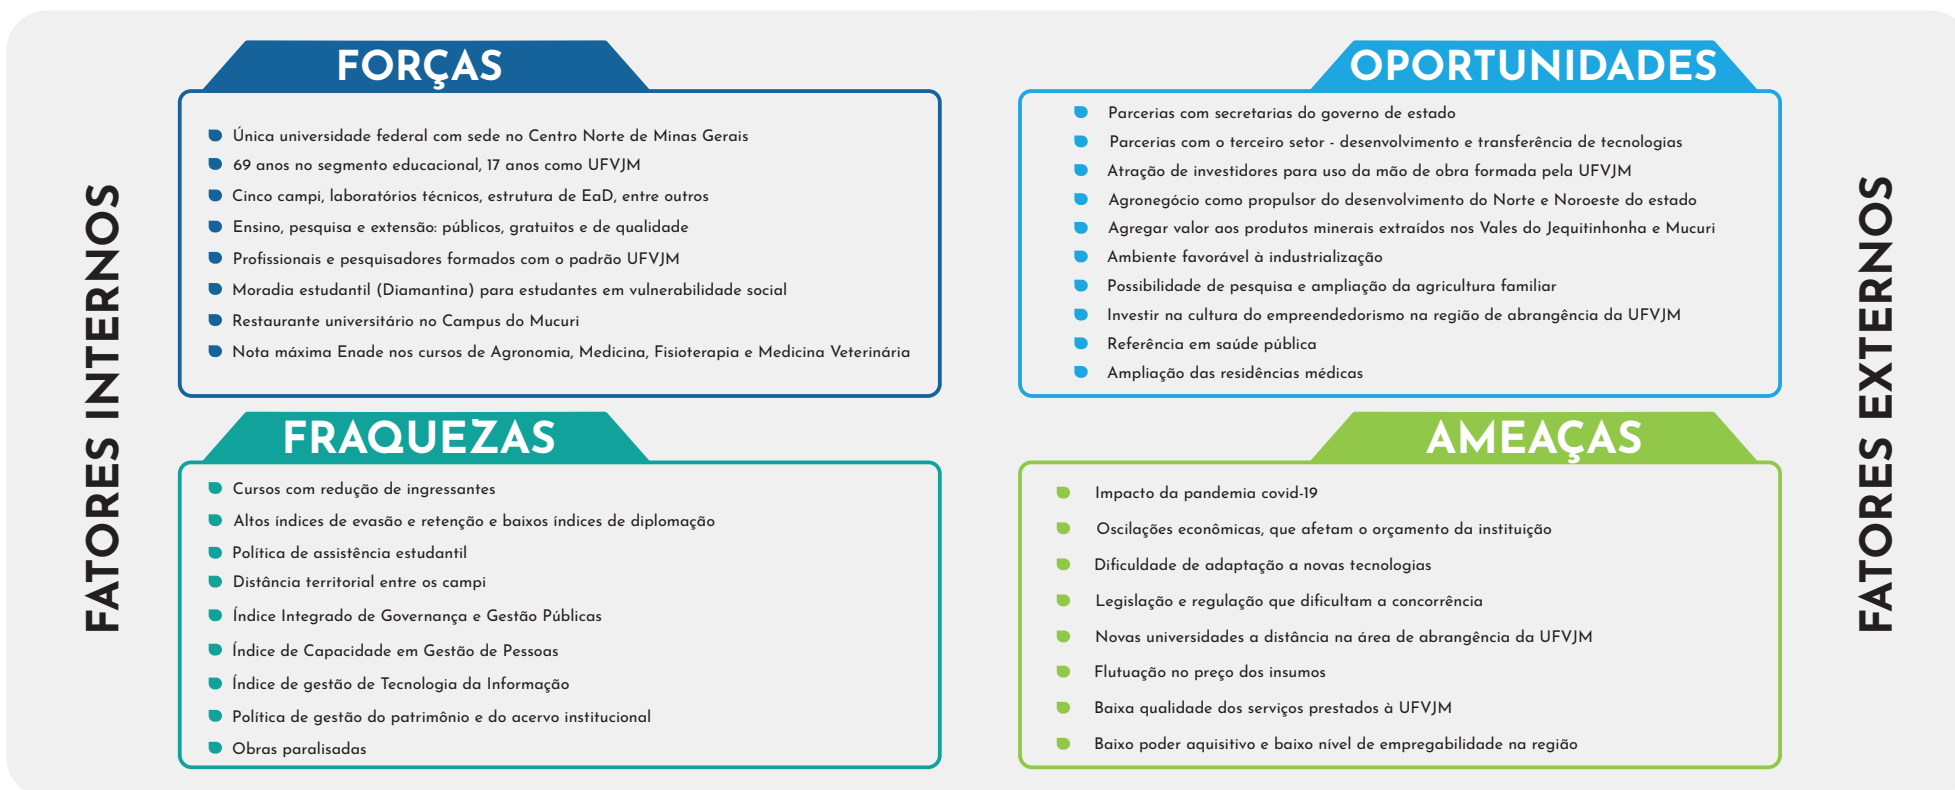 FATORES INTERNOS
FORÇAS
Única universidade federal com sede no Centro Norte de Minas Gerais
69 anos no segmento educacional, 17 anos como UFVJM
Cinco campi, laboratórios técnicos, estrutura de EaD, entre outros
Ensino, pesquisa e extensão: públicos, gratuitos e de qualidade
Profissionais e pesquisadores formados com o padrão UFVJM
Moradia estudantil (Diamantina) para estudantes em vulnerabilidade social
Restaurante universitário no Campus do Mucuri
Nota máxima Enade nos cursos de Agronomia, Medicina, Fisioterapia e Medicina Veterinária
FRAQUEZAS
Cursos com redução de ingressantes
Altos índices de evasão e retenção e baixos índices de diplomação
Política de assistência estudantil
Distância territorial entre os campi
Índice Integrado de Governança e Gestão Públicas
Índice de Capacidade em Gestão de Pessoas
Índice de gestão de Tecnologia da Informação
Política de gestão do patrimônio e do acervo institucional
Obras paralisadas
OPORTUNIDADES
Parcerias com secretarias do governo de estado
Parcerias com o terceiro setor - desenvolvimento e transferência de tecnologias
Atração de investidores para uso da mão de obra formada pela UFVJM
Agronegócio como propulsor do desenvolvimento do Norte e Noroeste do estado
Agregar valor aos produtos minerais extraídos nos Vales do Jequitinhonha e Mucuri
Ambiente favorável à industrialização
Possibilidade de pesquisa e ampliação da agricultura familiar
Investir na cultura do empreendedorismo na região de abrangência da UFVJM
Referência em saúde pública
Ampliação das residências médicas
AMEAÇAS
Impacto da pandemia covid-19
Oscilações econômicas, que afetam o orçamento da instituição
Dificuldade de adaptação a novas tecnologias
Legislação e regulação que dificultam a concorrência
Novas universidades a distância na área de abrangência da UFVJM
Flutuação no preço dos insumos
Baixa qualidade dos serviços prestados à UFVJM
Baixo poder aquisitivo e baixo nível de empregabilidade na região
FATORES EXTERNOS